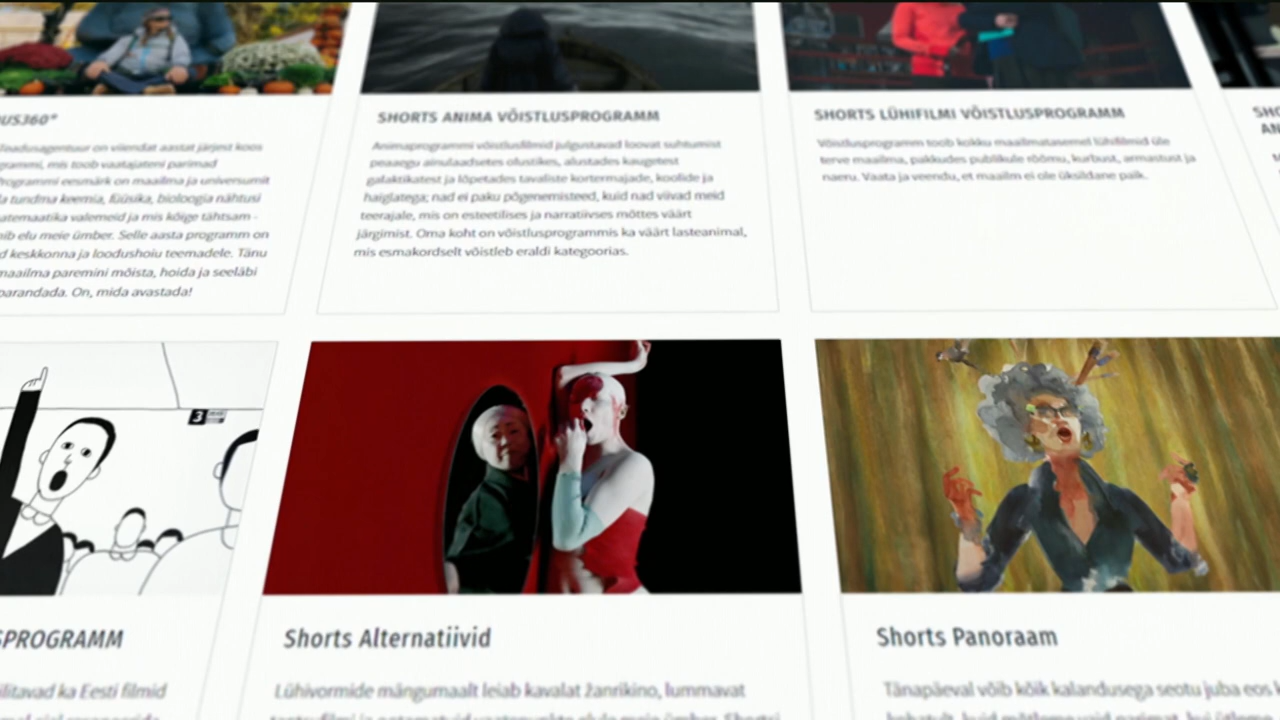 US360°
Teadusagentuur on viiendat aastat järjest koos
grammi, mis toob vaatajateni parimad
Programmi eesmärk on maailma ja universumit
a tundma keemia, füüsika, bioloogia nähtusi
atemaatika valemeid ja mis kõige tähtsam -
nib elu meie ümber. Selle aasta programm on
d keskkonna ja loodushoiu teemadele. Tänu
maailma paremini mõista, hoida ja seeläbi
parandada. On, mida avastada!
SHORTS ANIMA VÕISTLUSPROGRAMM
Animaprogrammi võistlusfilmid julgustavad loovat suhtumist
peaaegu ainulaadsetes olustikes, alustades kaugetest
galaktikatest ja lõpetades tavaliste kortermajade, koolide ja
haiglatega; nad ei paku põgenemisteed, kuid nad viivad meid
teerajale, mis on esteetilises ja narratiivses mõttes väärt
järgimist. Oma koht on võistlusprogrammis ka väärt lasteanimal,
mis esmakordselt võistleb eraldi kategoorias.
SHORTS LÜHIFILMI VÕISTLUSPROGRAMM
Võistlusprogramm toob kokku maailmatasemel lühifilmid üle
terve maailma, pakkudes publikule rõõmu, kurbust, armastust ja
naeru. Vaata ja veendu, et maailm ei ole üksildane paik.
SHO
AN
3
SPROGRAMM
ilitavad ka Eesti filmid
Shorts Alternatiivid
Lühivormide mängumaalt leiab kavalat žanrikino, lummavat
Shorts Panoraam
Tänapäeval võib kõik kalandusega seotu juba eos